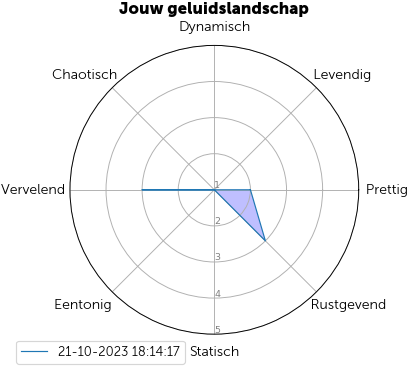 Jouw geluidslandschap
Dynamisch
Chaotisch
Levendig
Vervelend
Prettig
1
2
3
4
5
Eentonig
Rustgevend
21-10-2023 18:14:17
Statisch